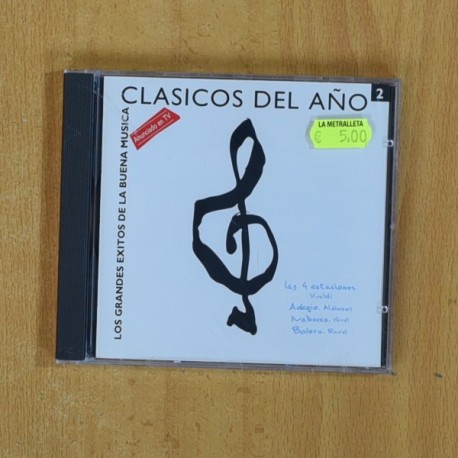 CLASICOS DEL AÑO
2
LA METRALLETA
€ 5.00
Anunciado en TV
LOS GRANDES EXITOS DE LA BUENA MUSICA
Las 4 estaciones
Vivaldi
Adagio
Bolero. Ravel